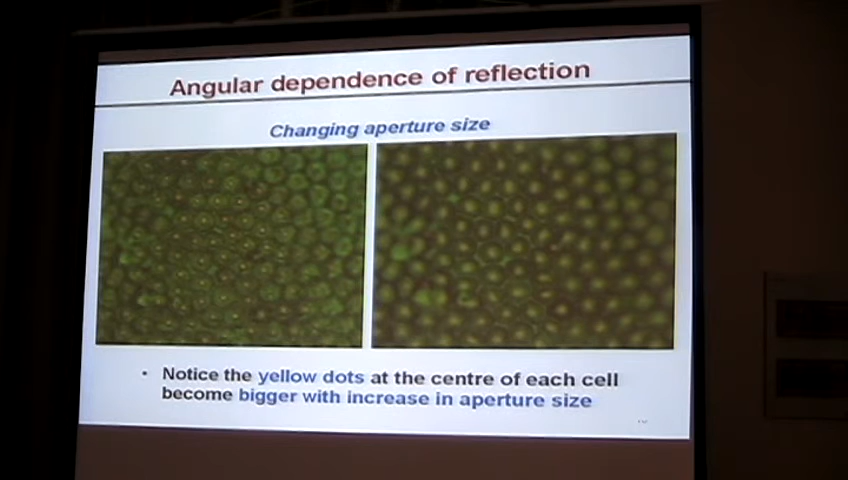 Angular dependence of reflection
Changing aperture size
• Notice the yellow dots at the centre of each cell
become bigger with increase in aperture size